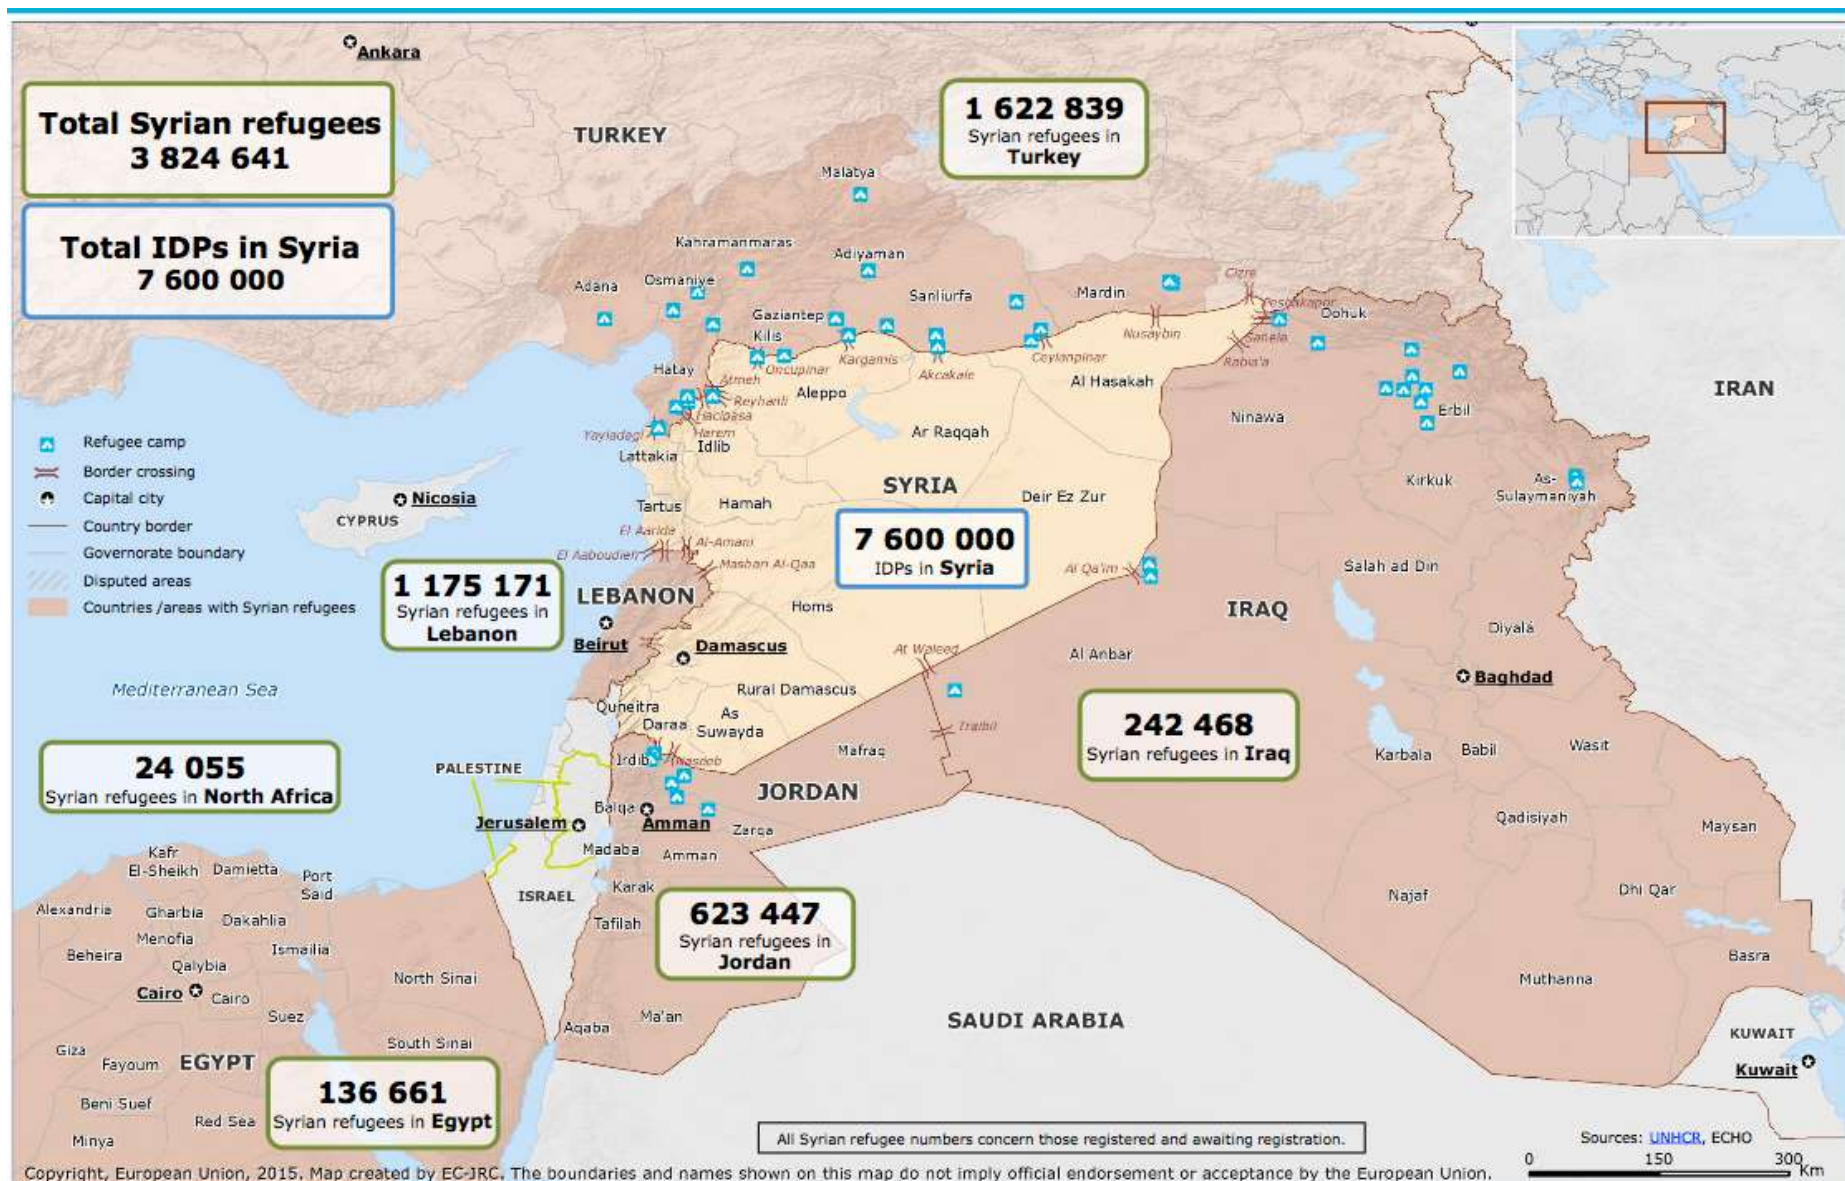 Ankara
Total Syrian refugees
3 824 641
Total IDPs in Syria
7 600 000
TURKEY
1 622 839
Syrian refugees in
Turkey
Malatya
Kahramanmaras
Adiyaman
Adana
Osmaniye
Sanliurfa
Mardin
Cizre
Gaziantep
Kilis
Nusaybin
Dohuk
Kargamis
Oncupinar
Akcakale
Ceylanpinar
Rabia'a
Hatay
Atmeh
Reyhanli
Aleppo
Al Hasakah
Hacipasa
Yayladagi
Harem
Idlib
Ninawa
Erbil
IRAN
Lattakia
Ar Raqqah
SYRIA
Deir Ez Zur
Kirkuk
As-
Sulaymaniyah
Refugee camp
Border crossing
Capital city
Country border
Governorate boundary
Disputed areas
Countries /areas with Syrian refugees
Nicosia
CYPRUS
Tartus
Hamah
El Aarida
Al-Amani
El Aaboudieh
Masnari Al-Qaa
7 600 000
IDPs in Syria
Al Qa'im
Salah ad Din
1 175 171
Syrian refugees in
Lebanon
LEBANON
Beirut
Homs
IRAQ
Diyala
Damascus
At Waleed
Al Anbar
Baghdad
Mediterranean Sea
Rural Damascus
Quneitra
Daraa
As
Suwayda
Tralbil
242 468
Syrian refugees in Iraq
Karbala
Babil
Wasit
24 055
Syrian refugees in North Africa
PALESTINE
Irdib
Nasdeb
Mafraq
JORDAN
Balqa
Jerusalem
Amman
Zarqa
Qadisiyah
Maysan
Madaba
Amman
Kafr
El-Sheikh
Damietta
Port
Said
ISRAEL
Karak
Alexandria
Gharbia
Dakahlia
Tafilah
623 447
Syrian refugees in
Jordan
Najaf
Dhi Qar
Menofia
Beheira
Ismailia
Qalybia
North Sinai
Basra
Cairo
Cairo
Muthanna
Suez
Aqaba
Ma'an
SAUDI ARABIA
KUWAIT
Kuwait
Giza
Fayoum
EGYPT
South Sinai
136 661
Syrian refugees in Egypt
Beni Suef
Red Sea
Minya
All Syrian refugee numbers concern those registered and awaiting registration.
Sources: UNHCR, ECHO
0 150 300 Km
Copyright, European Union, 2015. Map created by EC-JRC. The boundaries and names shown on this map do not imply official endorsement or acceptance by the European Union.